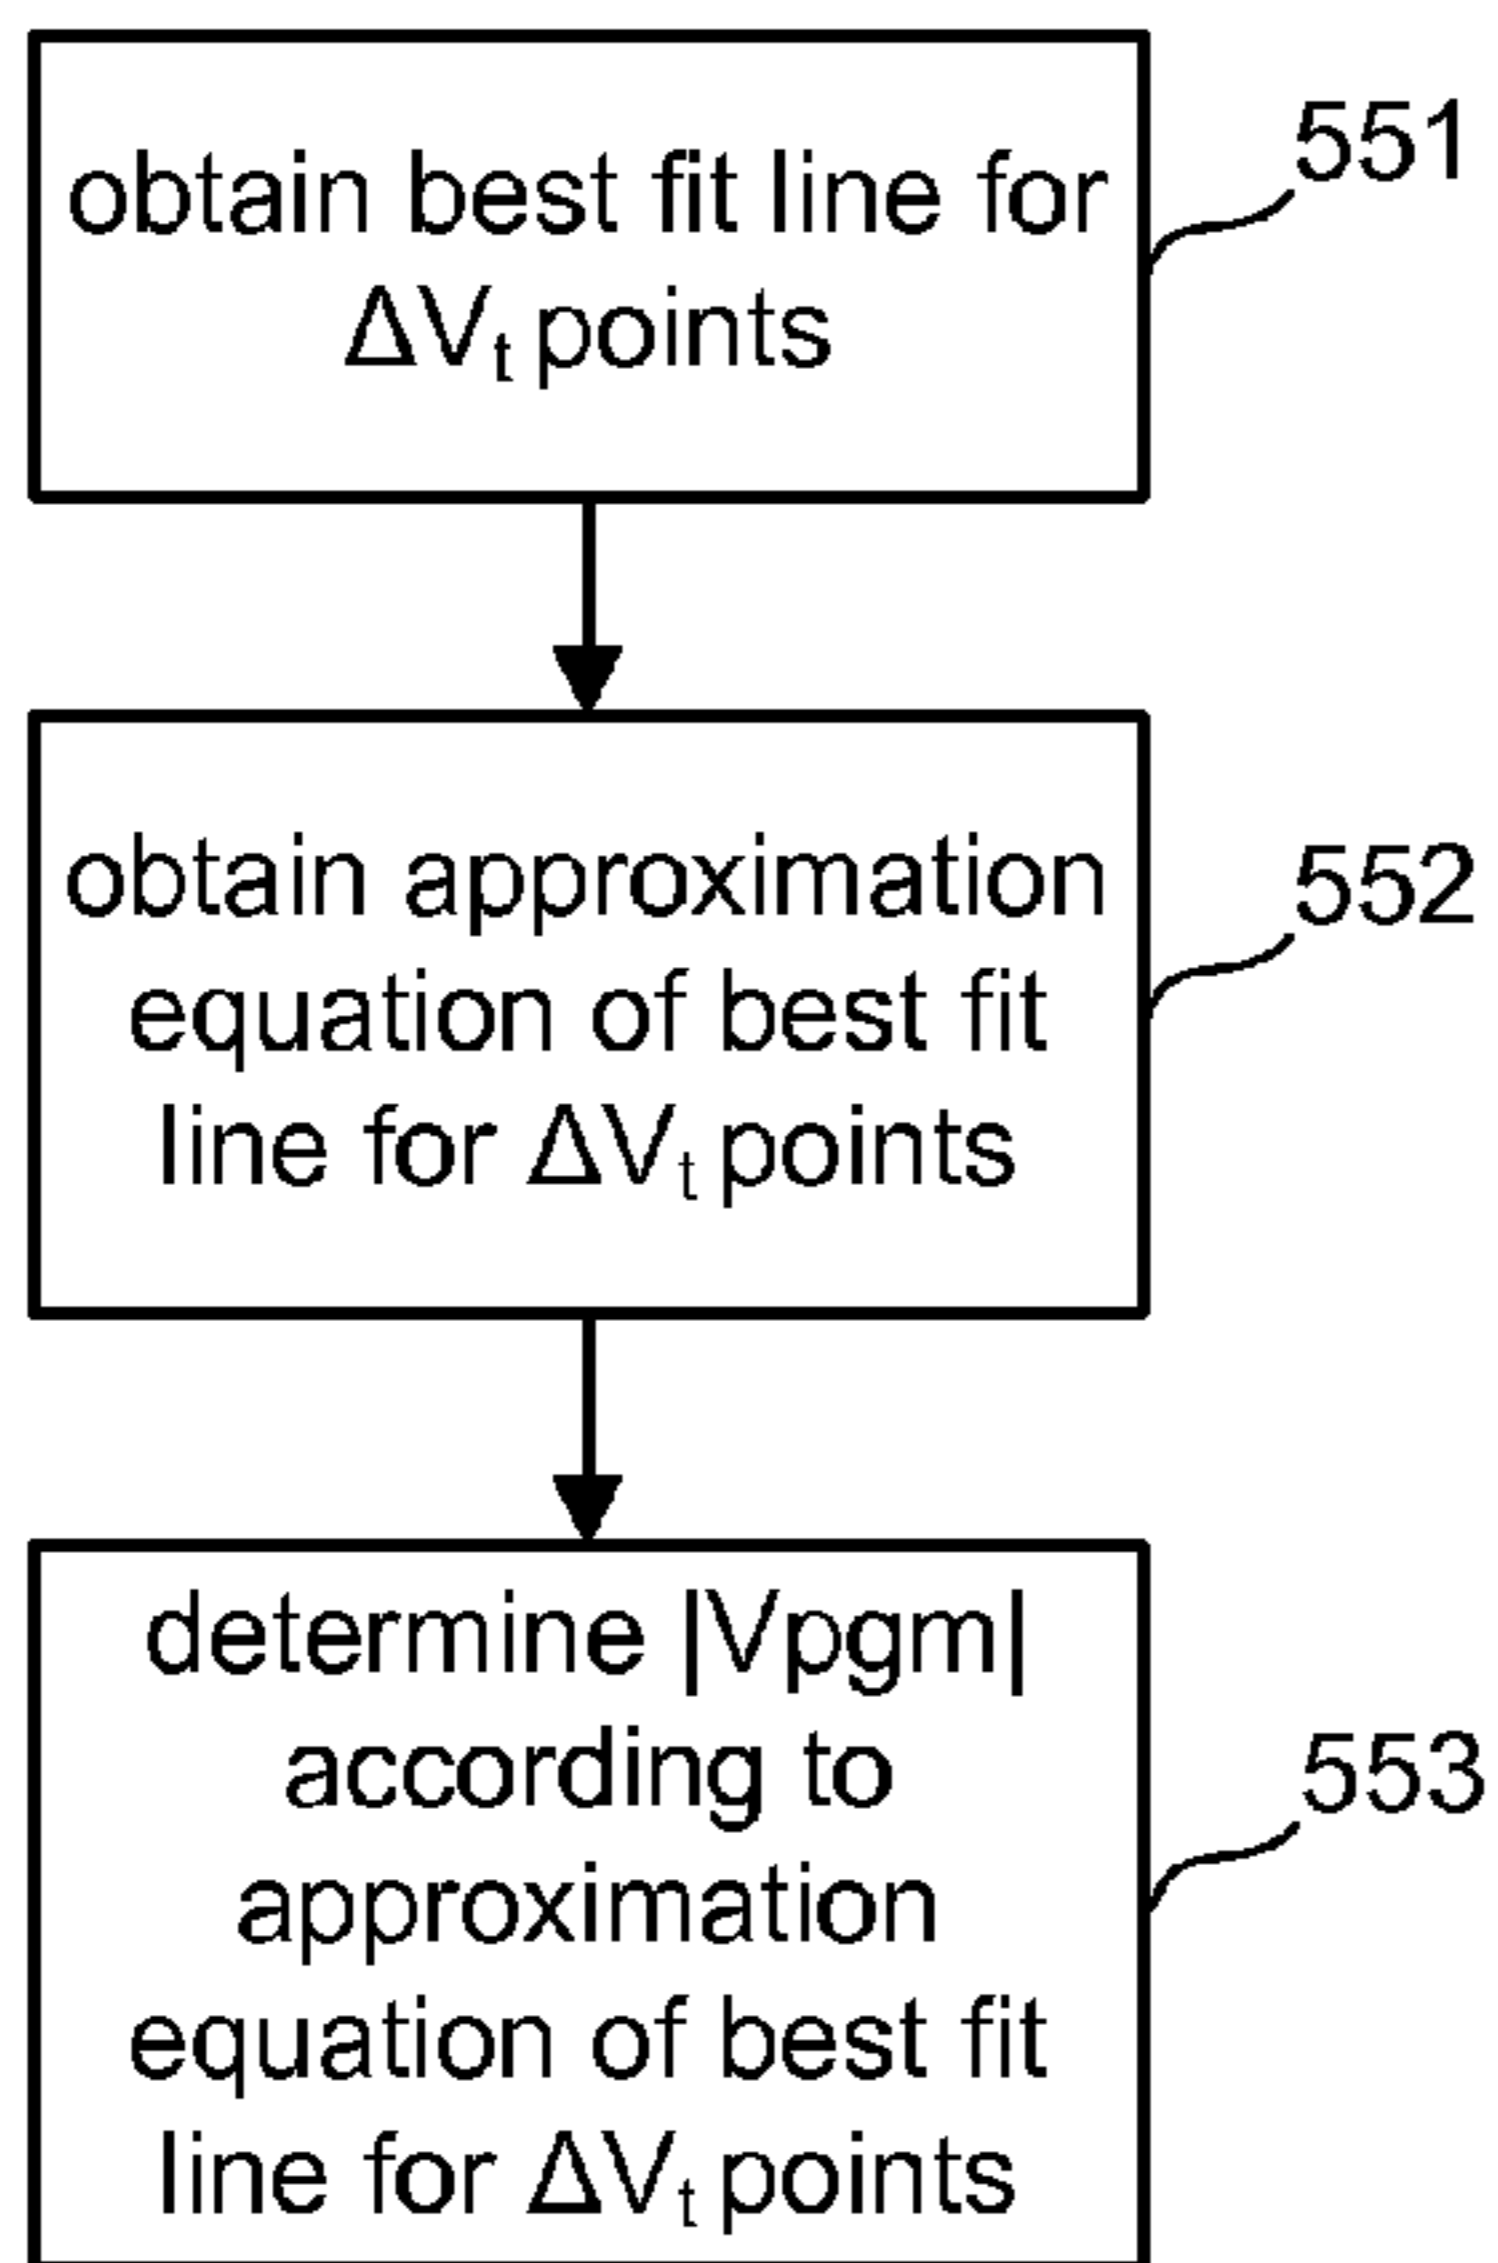 obtain best fit line for
ΔVt points
551
obtain approximation
equation of best fit
line for ΔVt points
552
determine |Vpgm|
according to
approximation
equation of best fit
line for ΔVt points
553